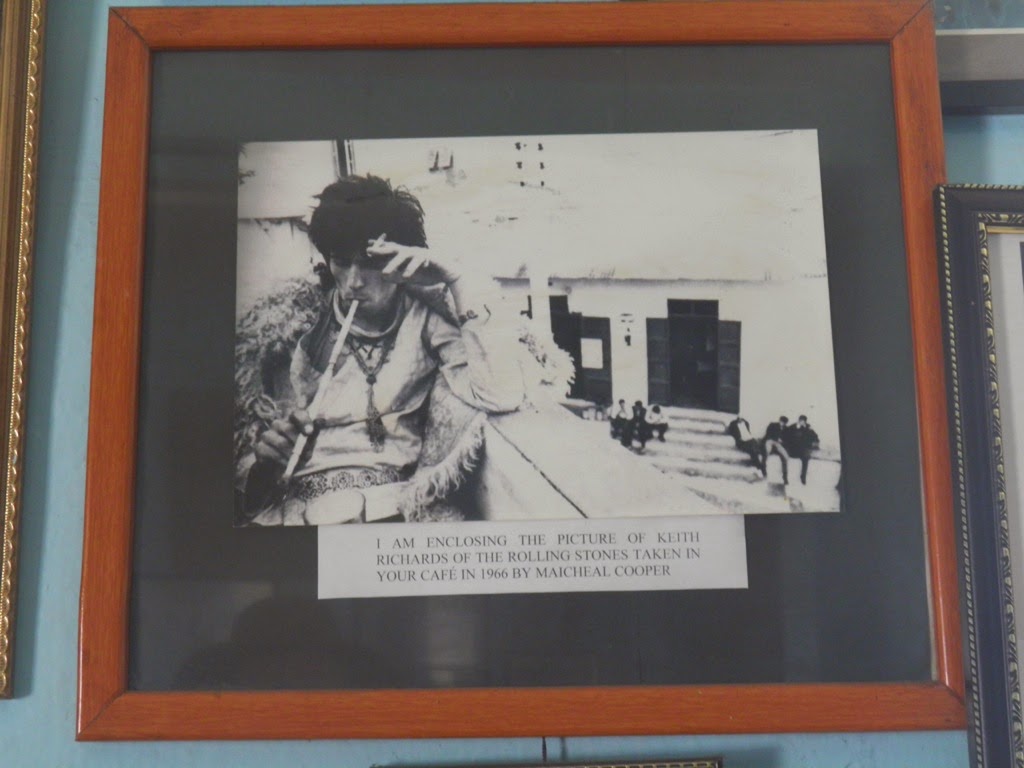 I AM ENCLOSING THE PICTURE OF KEITH
RICHARDS OF THE ROLLING STONES TAKEN IN
YOUR CAFÉ IN 1966 BY MAICHEAL COOPER